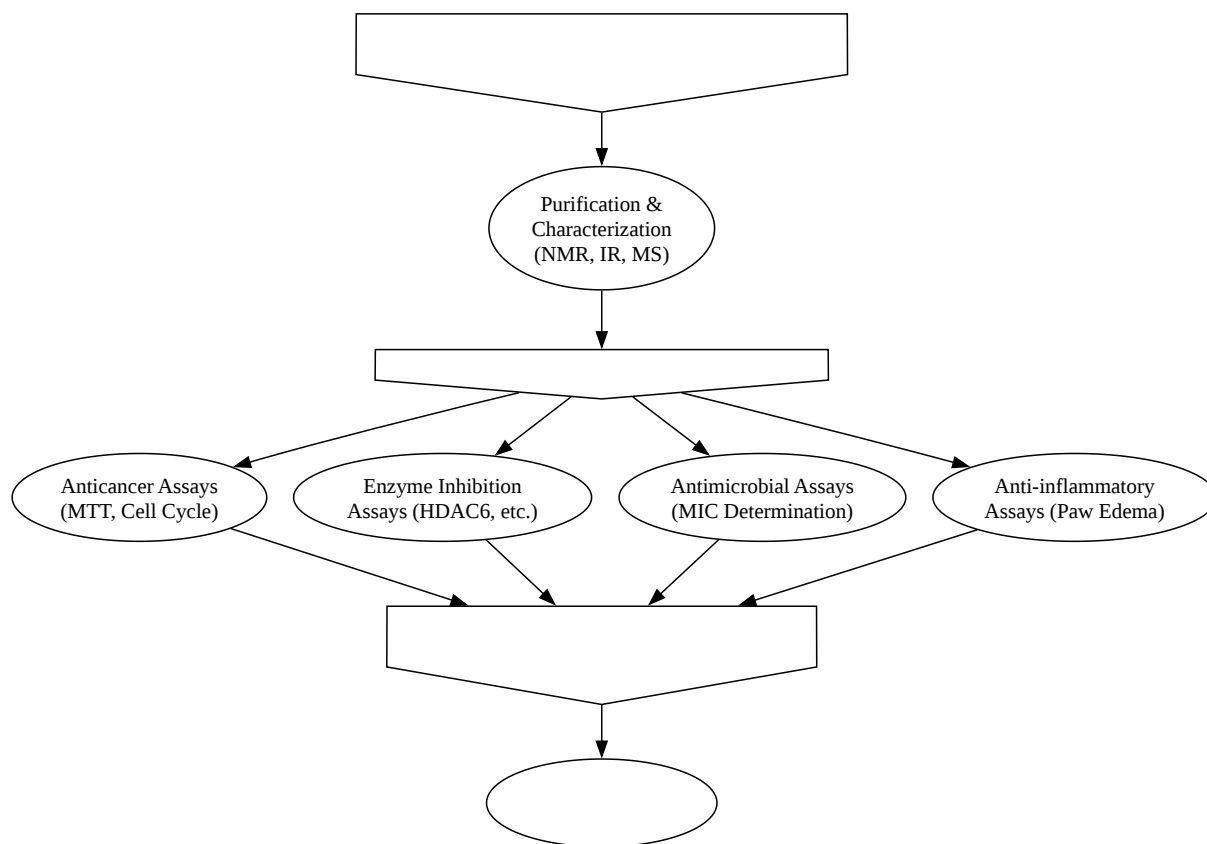 Purification &
Characterization
(NMR, IR, MS)
Anticancer Assays
(MTT, Cell Cycle)
Enzyme Inhibition
Assays (HDAC6, etc.)
Antimicrobial Assays
(MIC Determination)
Anti-inflammatory
Assays (Paw Edema)